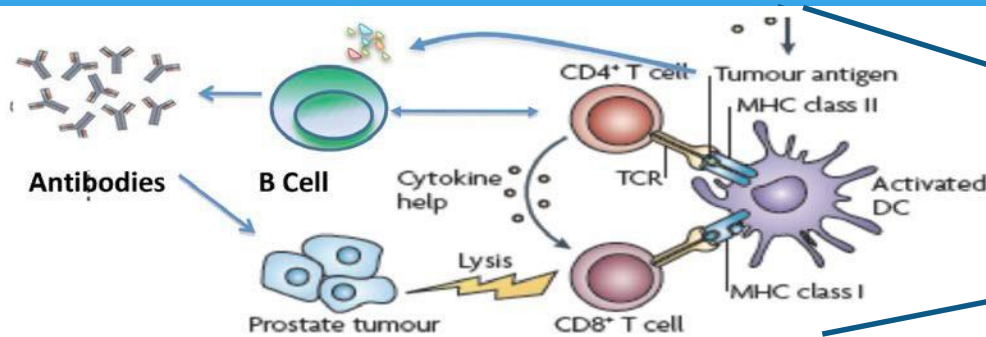 CD4⁺ T cell
Tumour antigen
MHC class II
Antibodies
B Cell
Cytokine
help
TCR
Activated
DC
Lysis
MHC class I
Prostate tumour
CD8⁺ T cell